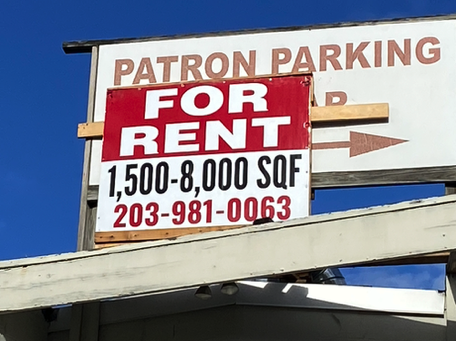 PATRON PARKING
FOR
RENT
1,500-8,000 SQF
203-981-0063